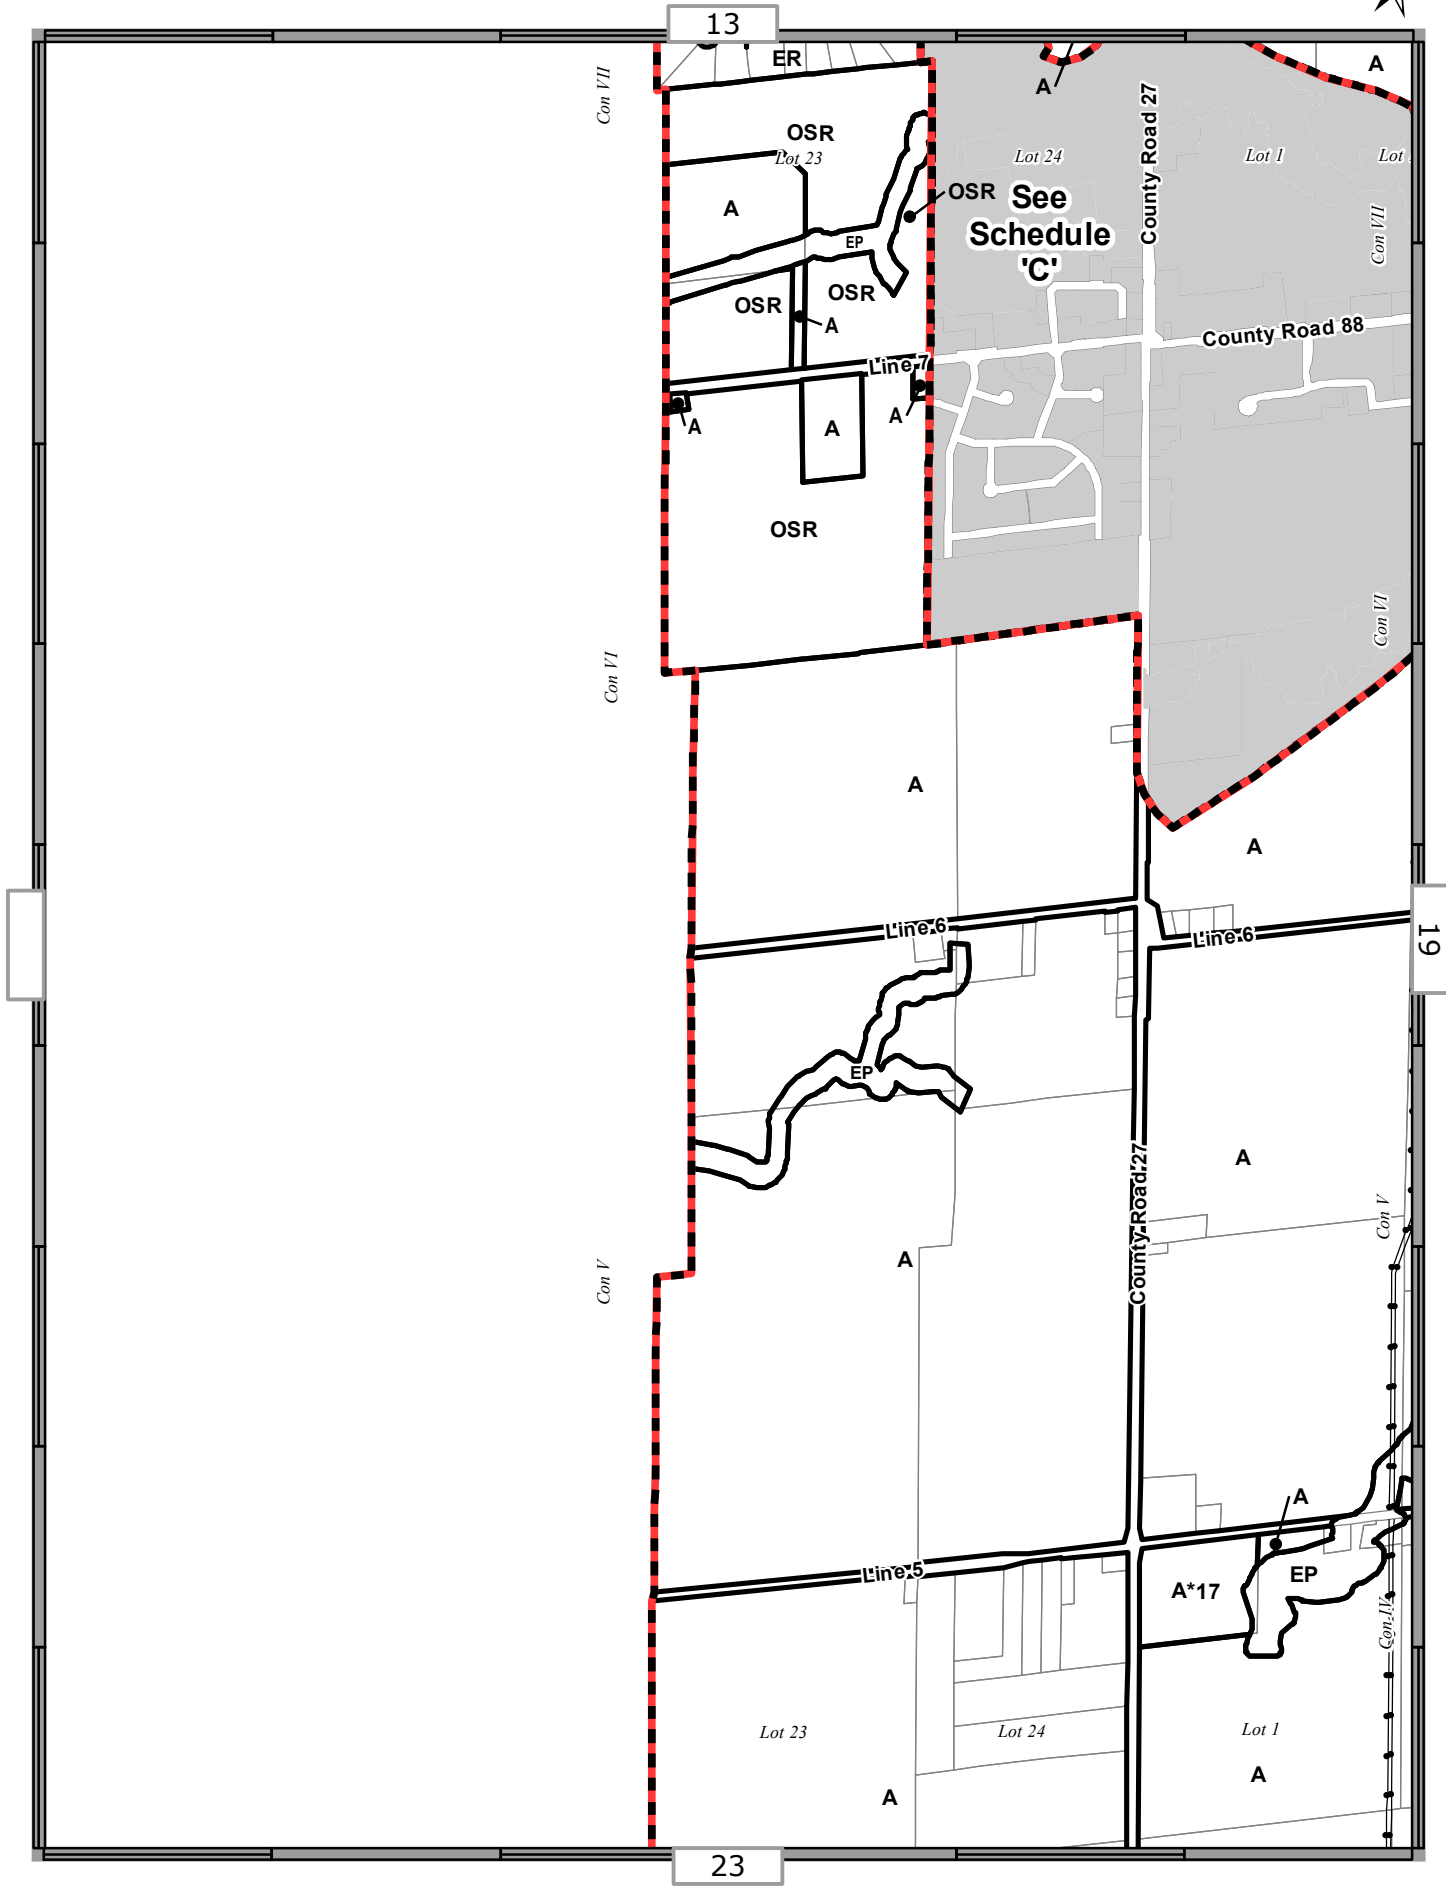 13
ER
A
A
Con VII
County Road 27
OSR
Lot 23
Lot 24
Lot 1
Lot
OSR
See
Schedule
'C'
A
Con VII
EP
OSR
OSR
A
County Road 88
Line 7
A
A
A
OSR
Con VI
Con VI
A
A
Line 6
Line 6
19
EP
A
County Road 27
Con V
A
Con V
A
Line 5
EP
A*17
Con IV
Lot 23
Lot 24
Lot 1
A
A
23